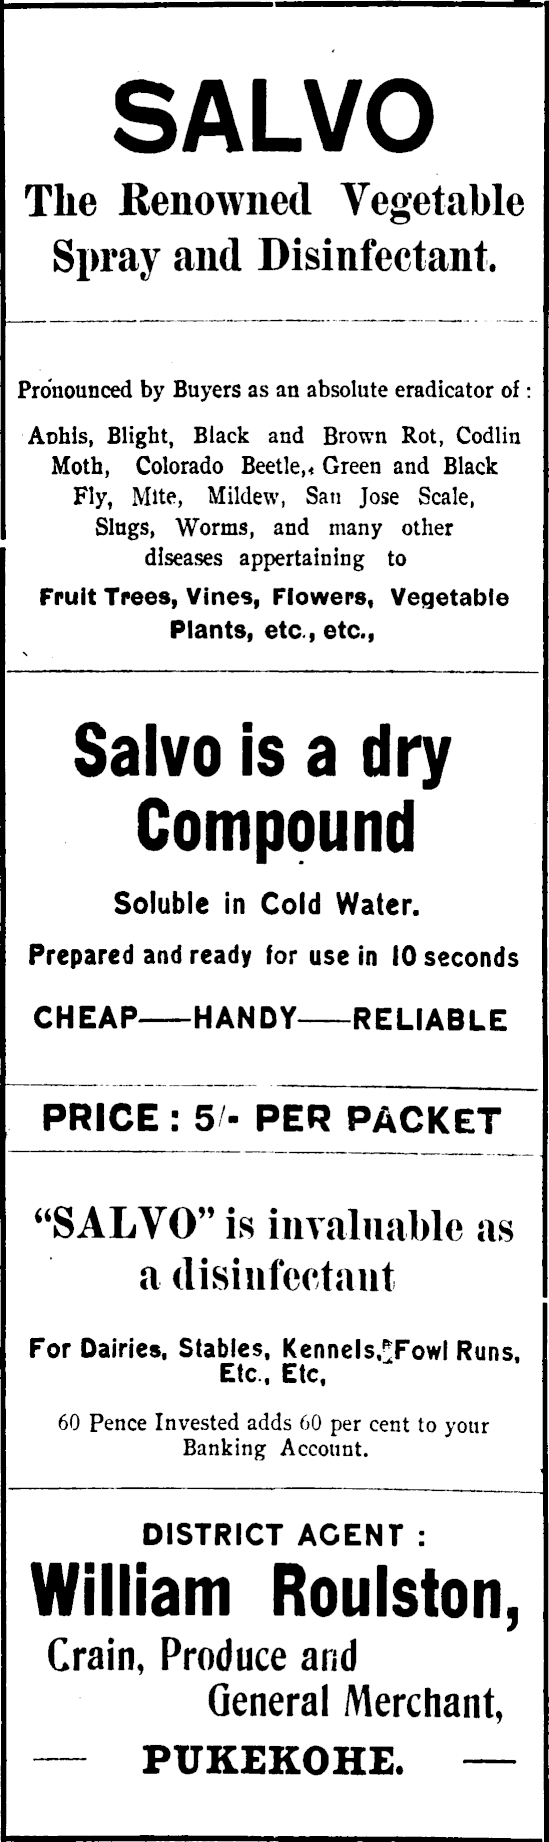 SALVO
The Renowned Vegetable
Spray and Disinfectant.
Pronounced by Buyers as an absolute eradicator of :
Aphis, Blight, Black and Brown Rot, Codlin
Moth, Colorado Beetle, Green and Black
Fly, Mite, Mildew, San Jose Scale,
Slugs, Worms, and many other
diseases appertaining to
Fruit Trees, Vines, Flowers, Vegetable
Plants, etc., etc.,
Salvo is a dry
Compound
Soluble in Cold Water.
Prepared and ready for use in 10 seconds
CHEAP—HANDY—RELIABLE
PRICE : 5/- PER PACKET
“SALVO” is invaluable as
a disinfectant
For Dairies, Stables, Kennels, Fowl Runs,
Etc., Etc,
60 Pence Invested adds 60 per cent to your
Banking Account.
DISTRICT AGENT :
William Roulston,
Grain, Produce and
General Merchant,
— PUKEKOHE. —